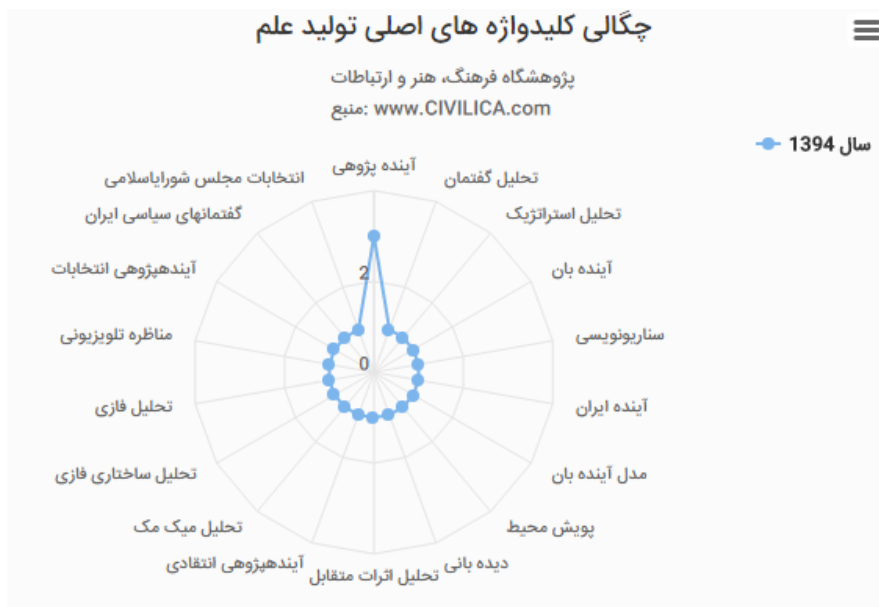 چگالی کلیدواژه های اصلی تولید علم
پژوهشگاه فرهنگ، هنر و ارتباطات
منبع: www.CIVILICA.com
سال 1394
آینده پژوهی
تحلیل گفتمان
تحلیل استراتژیک
آینده بان
سناریونویسی
آینده ایران
مدل آینده بان
پویش محیط
دیده بانی
تحلیل اثرات متقابل
آیندهپژوهی انتقادی
تحلیل میک مک
تحلیل ساختاری فازی
تحلیل فازی
مناظره تلویزیونی
آیندهپژوهی انتخابات
گفتمانهای سیاسی ایران
انتخابات مجلس شورایاسلامی
2
0